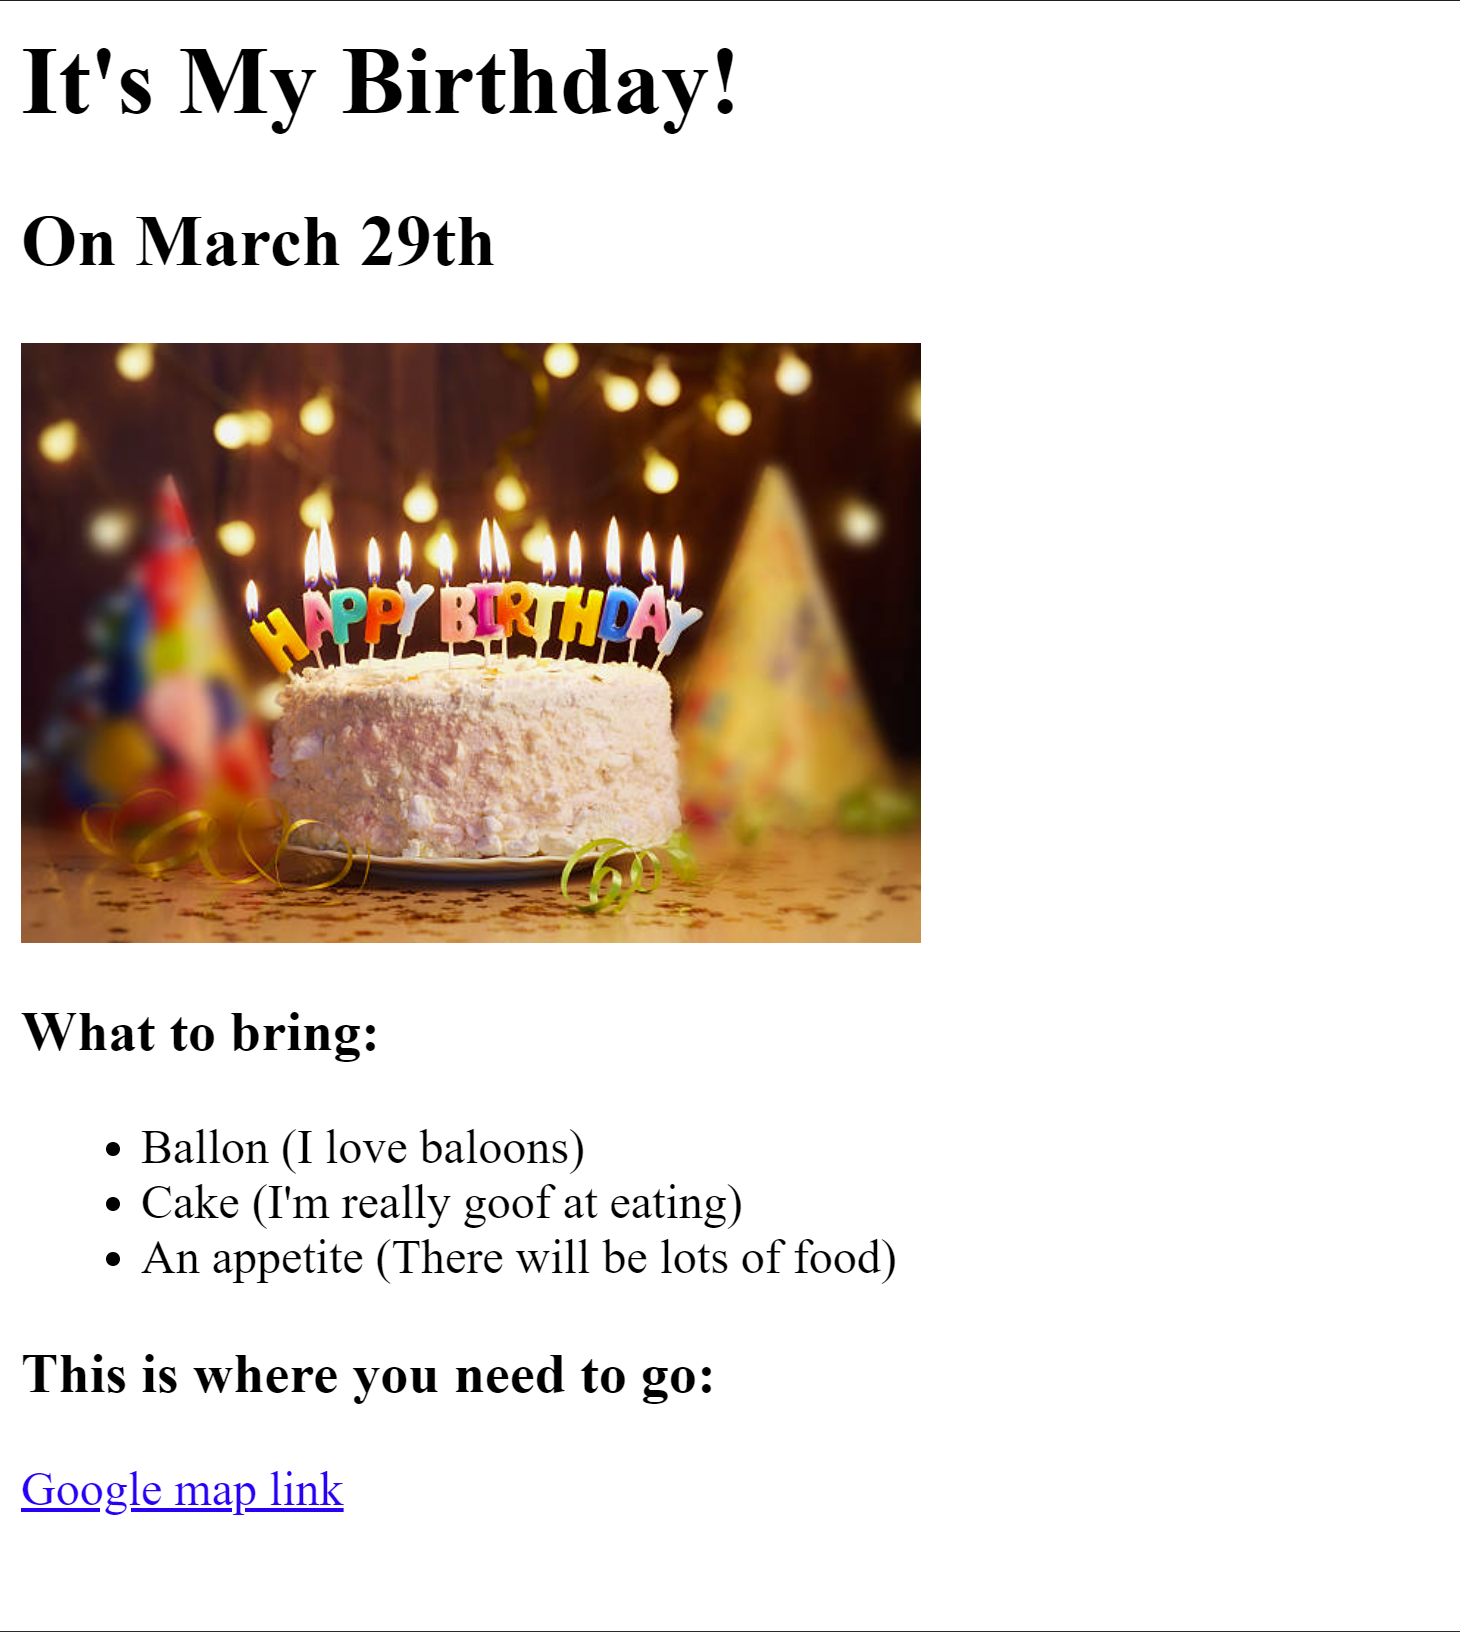 It's My Birthday!
On March 29th
HAPPY BIRTHDAY
What to bring:
Ballon (I love baloons)
Cake (I'm really goof at eating)
An appetite (There will be lots of food)
This is where you need to go:
Google map link